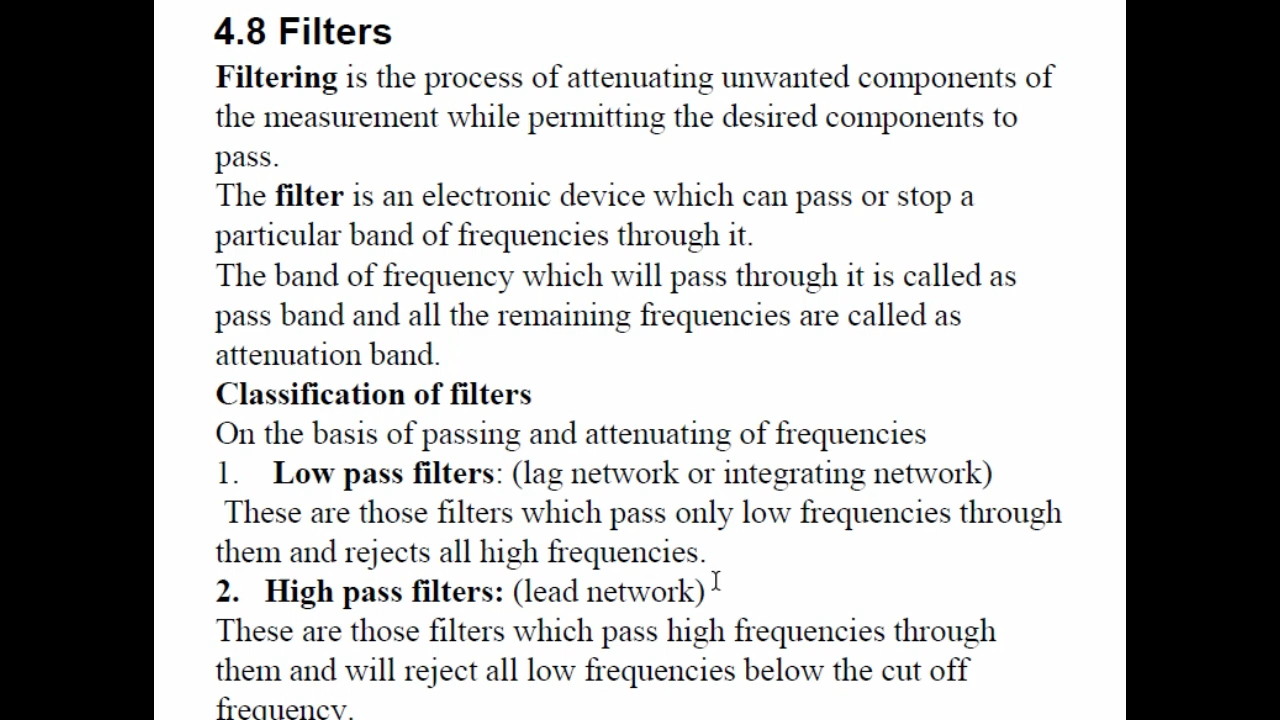 4.8 Filters
Filtering is the process of attenuating unwanted components of
the measurement while permitting the desired components to
pass.
The filter is an electronic device which can pass or stop a
particular band of frequencies through it.
The band of frequency which will pass through it is called as
pass band and all the remaining frequencies are called as
attenuation band.
Classification of filters
On the basis of passing and attenuating of frequencies
1. Low pass filters: (lag network or integrating network)
These are those filters which pass only low frequencies through
them and rejects all high frequencies.
2. High pass filters: (lead network)
These are those filters which pass high frequencies through
them and will reject all low frequencies below the cut off
frequency.